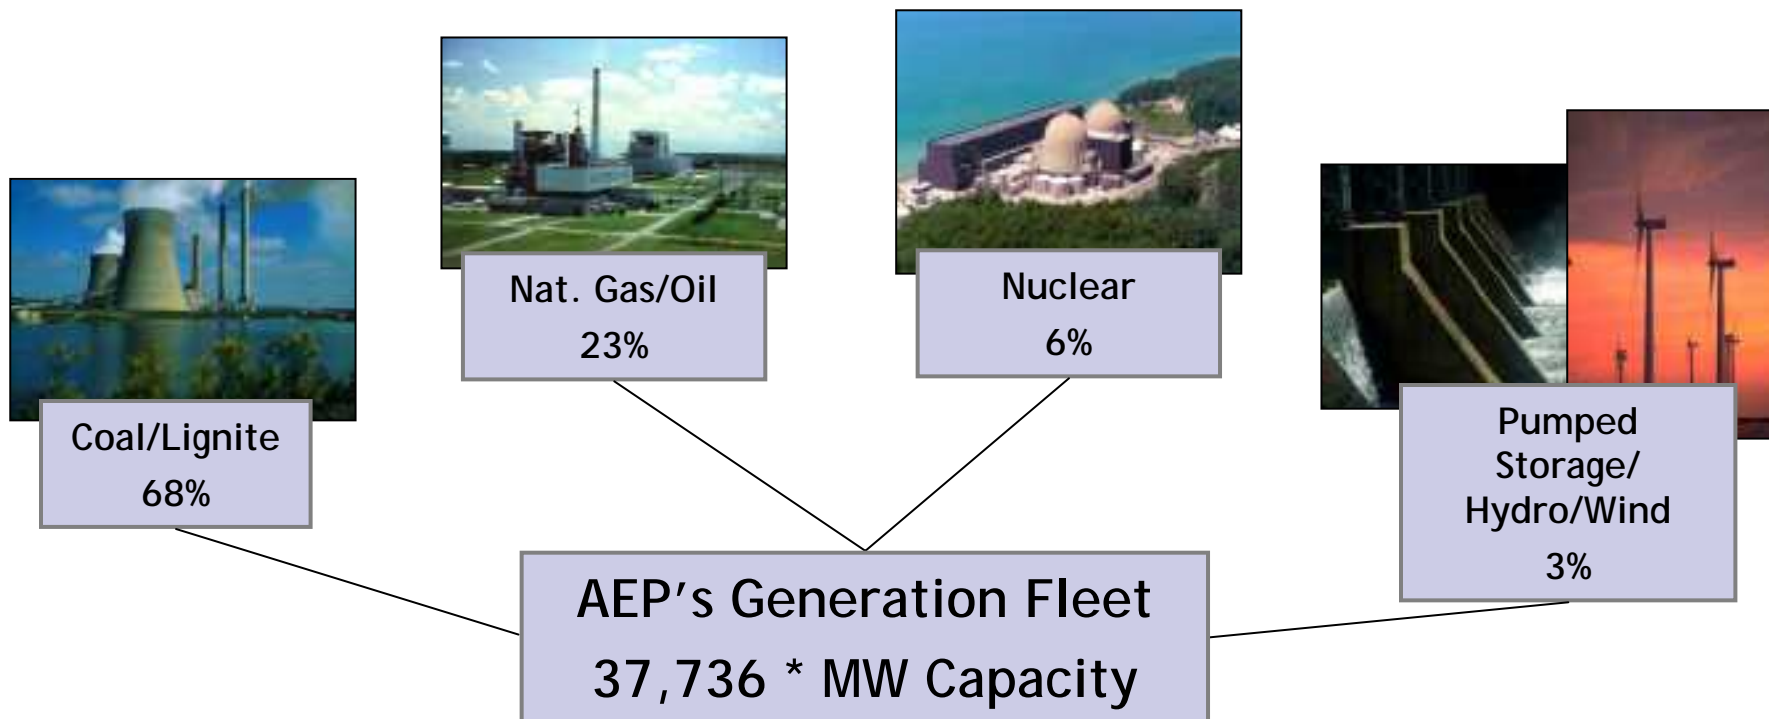 Coal/Lignite
68%
Nat. Gas/Oil
23%
Nuclear
6%
Pumped
Storage/
Hydro/Wind
3%
AEP's Generation Fleet
37,736 * MW Capacity